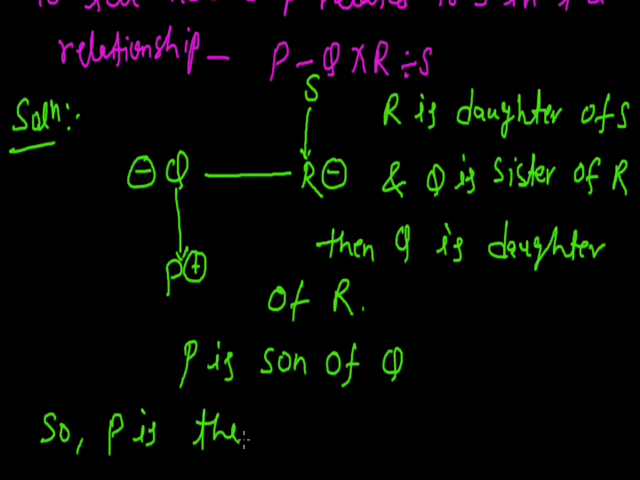 relationship - P - Q X R ÷ S
Soln:- S R is daughter of S
⊖ Q R ⊖ & Q is sister of R
then Q is daughter
P ⊕ of R.
P is son of Q
So, P is the